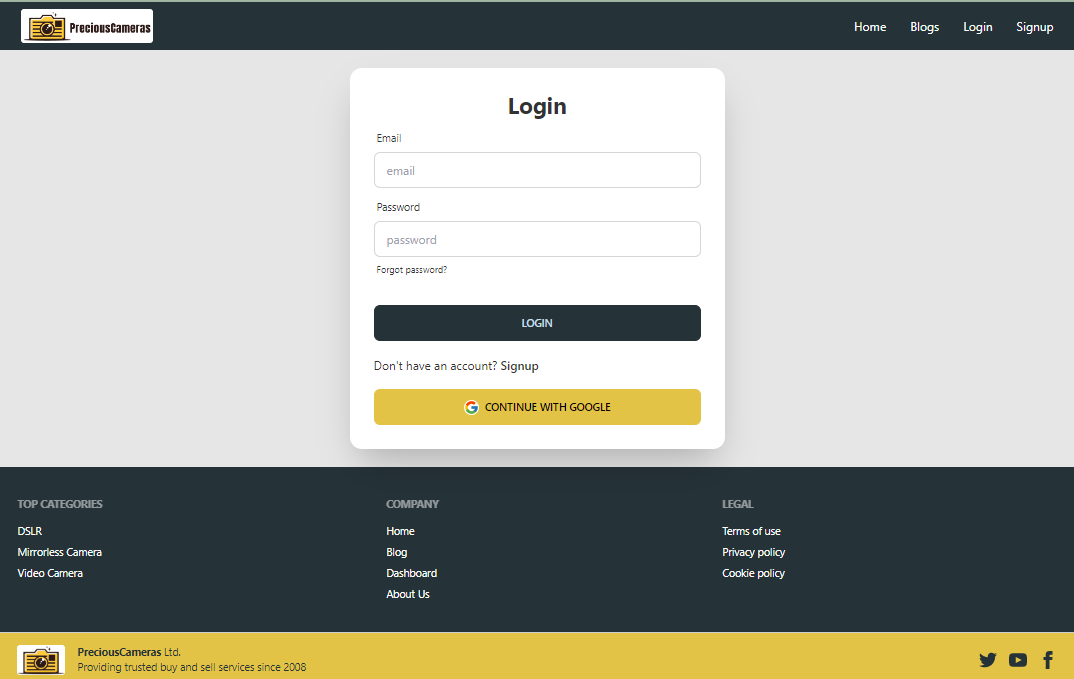 PreciousCameras
Home Blogs Login Signup
Login
Email
email
Password
password
Forgot password?
LOGIN
Don't have an account? Signup
CONTINUE WITH GOOGLE
TOP CATEGORIES
DSLR
Mirrorless Camera
Video Camera
COMPANY
Home
Blog
Dashboard
About Us
LEGAL
Terms of use
Privacy policy
Cookie policy
PreciousCameras Ltd.
Providing trusted buy and sell services since 2008